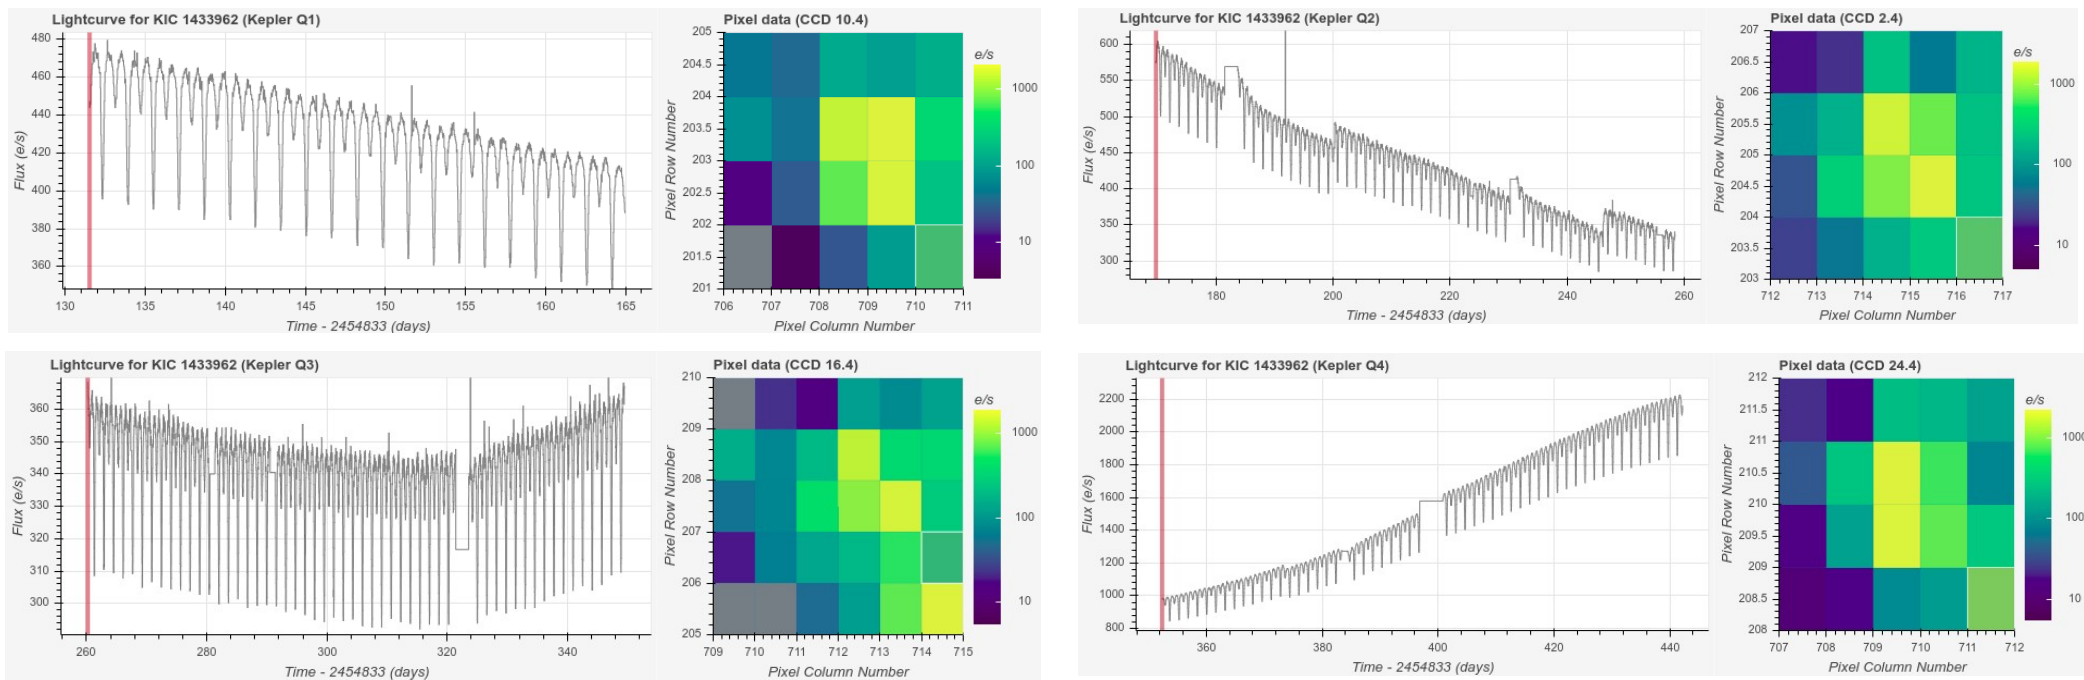 Lightcurve for KIC 1433962 (Kepler Q1)
Flux (e/s)
480
460
440
420
400
380
360
130 135 140 145 150 155 160 165
Time - 2454833 (days)
Pixel data (CCD 10.4)
Pixel Row Number
205
204.5
204
203.5
203
202.5
202
201.5
201
706 707 708 709 710 711
Pixel Column Number
e/s
1000
100
10
Lightcurve for KIC 1433962 (Kepler Q2)
Flux (e/s)
600
550
500
450
400
350
300
180 200 220 240 260
Time - 2454833 (days)
Pixel data (CCD 2.4)
Pixel Row Number
207
206.5
206
205.5
205
204.5
204
203.5
203
712 713 714 715 716 717
Pixel Column Number
e/s
1000
100
10
Lightcurve for KIC 1433962 (Kepler Q3)
Flux (e/s)
360
350
340
330
320
310
300
260 280 300 320 340
Time - 2454833 (days)
Pixel data (CCD 16.4)
Pixel Row Number
210
209
208
207
206
205
709 710 711 712 713 714 715
Pixel Column Number
e/s
1000
100
10
Lightcurve for KIC 1433962 (Kepler Q4)
Flux (e/s)
2200
2000
1800
1600
1400
1200
1000
800
360 380 400 420 440
Time - 2454833 (days)
Pixel data (CCD 24.4)
Pixel Row Number
212
211.5
211
210.5
210
209.5
209
208.5
208
707 708 709 710 711 712
Pixel Column Number
e/s
1000
100
10